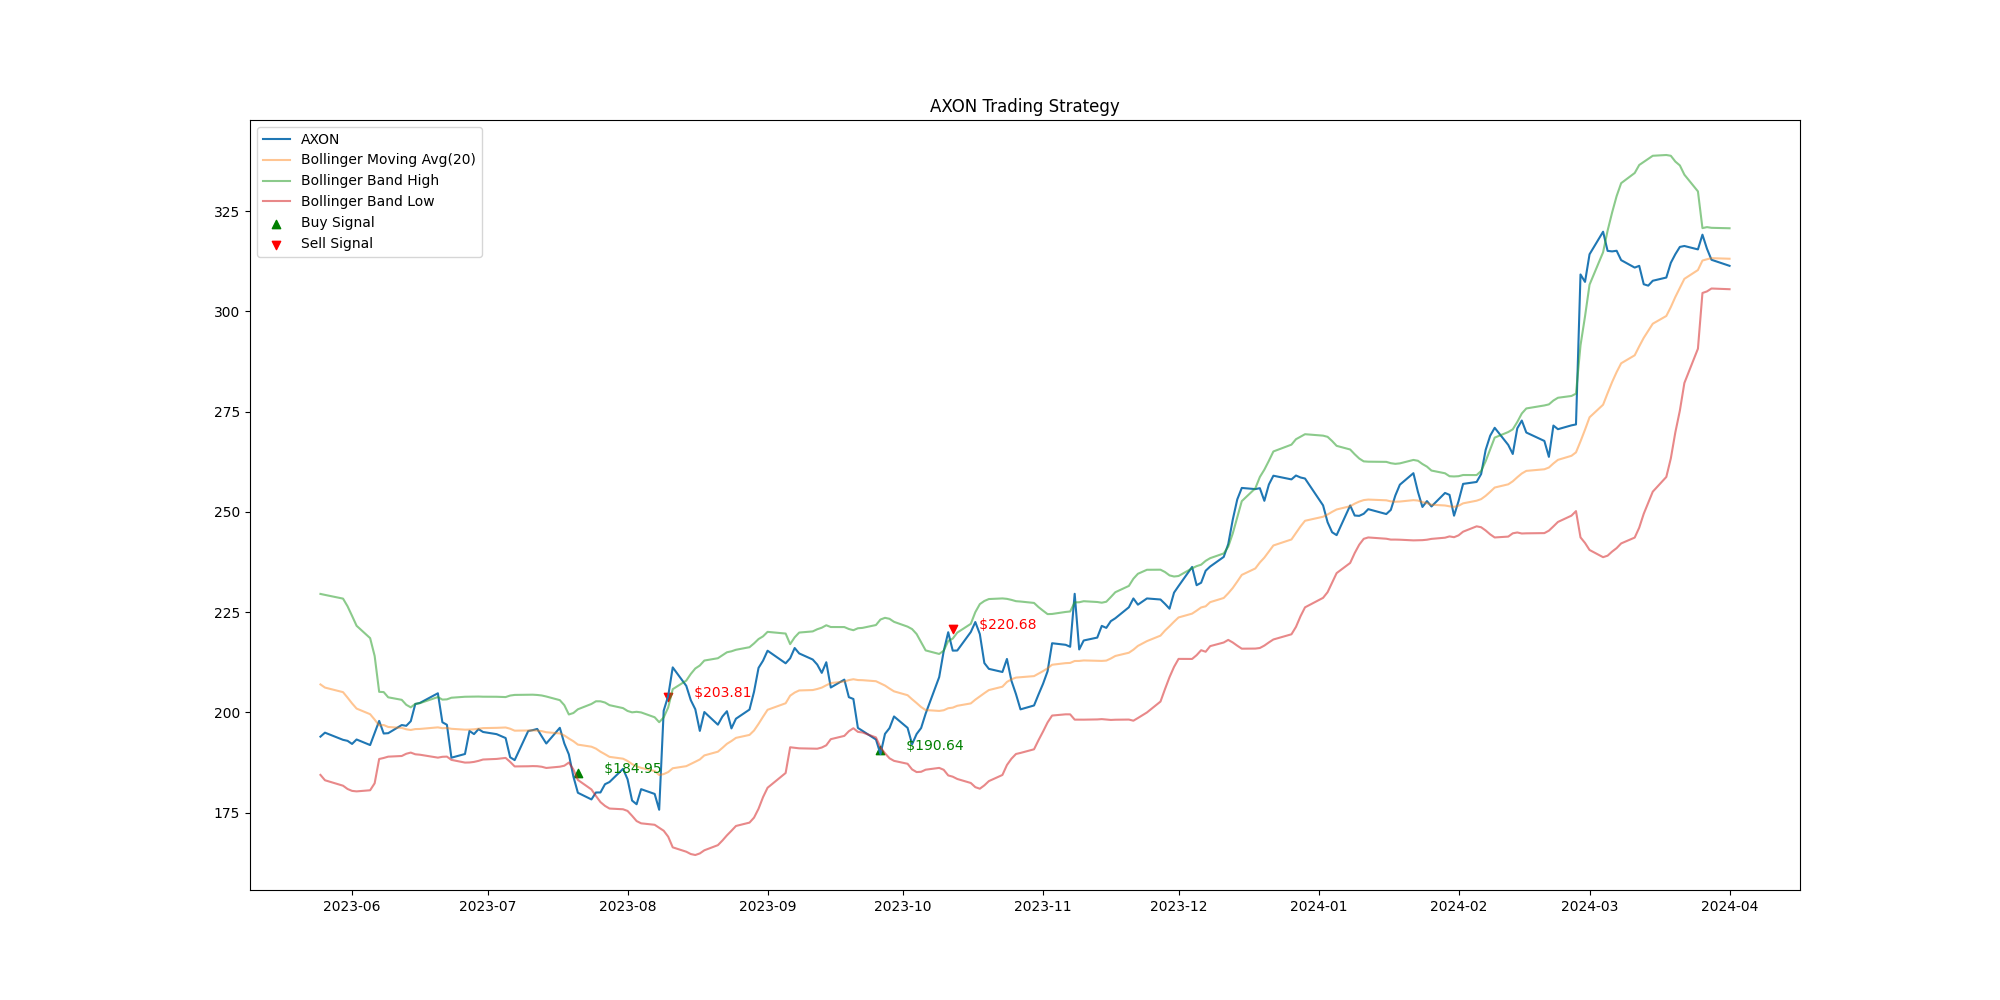 AXON Trading Strategy
AXON
Bollinger Moving Avg(20)
Bollinger Band High
Bollinger Band Low
Buy Signal
Sell Signal
325
300
275
250
225
200
175
$220.68
$203.81
$190.64
$184.95
2023-06 2023-07 2023-08 2023-09 2023-10 2023-11 2023-12 2024-01 2024-02 2024-03 2024-04